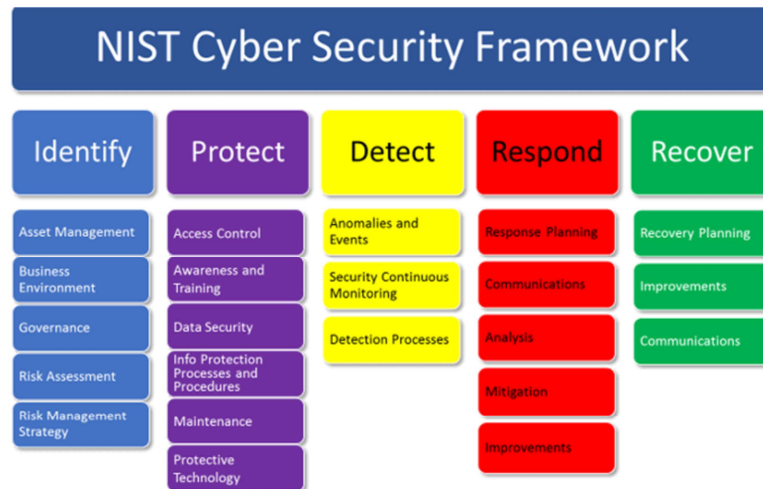 NIST Cyber Security Framework
Identify
Asset Management
Business
Environment
Governance
Risk Assessment
Risk Management
Strategy
Protect
Access Control
Awareness and
Training
Data Security
Info Protection
Processes and
Procedures
Maintenance
Protective
Technology
Detect
Anomalies and
Events
Security Continuous
Monitoring
Detection Processes
Respond
Response Planning
Communications
Analysis
Mitigation
Improvements
Recover
Recovery Planning
Improvements
Communications